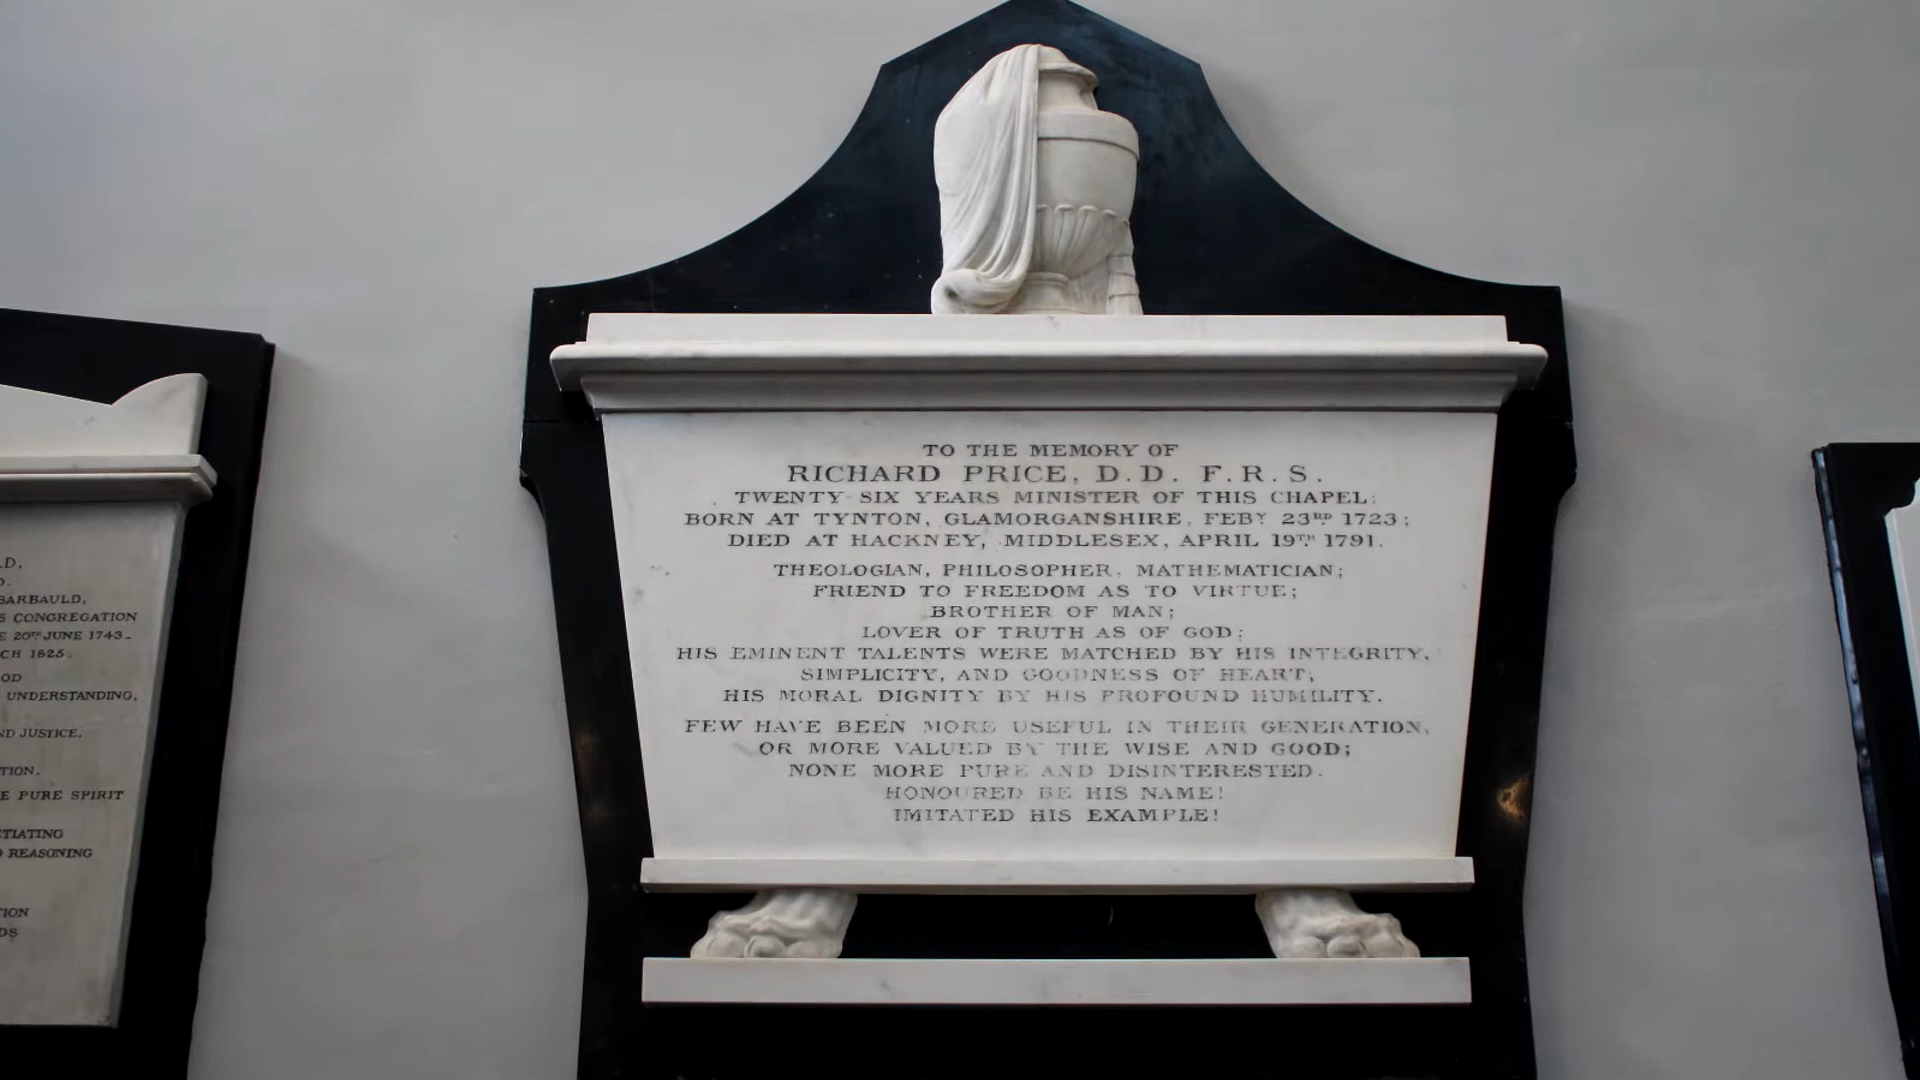 TO THE MEMORY OF
RICHARD PRICE, D.D. F.R.S.
TWENTY-SIX YEARS MINISTER OF THIS CHAPEL;
BORN AT TYNTON, GLAMORGANSHIRE, FEBY 23RD 1723;
DIED AT HACKNEY, MIDDLESEX, APRIL 19TH 1791.
THEOLOGIAN, PHILOSOPHER, MATHEMATICIAN;
FRIEND TO FREEDOM AS TO VIRTUE;
BROTHER OF MAN;
LOVER OF TRUTH AS OF GOD;
HIS EMINENT TALENTS WERE MATCHED BY HIS INTEGRITY,
SIMPLICITY, AND GOODNESS OF HEART;
HIS MORAL DIGNITY BY HIS PROFOUND HUMILITY.
FEW HAVE BEEN MORE USEFUL IN THEIR GENERATION,
OR MORE VALUED BY THE WISE AND GOOD;
NONE MORE PURE AND DISINTERESTED.
HONOURED BE HIS NAME!
IMITATED HIS EXAMPLE!
BARBAULD,
CONGREGATION
20TH JUNE 1743.
1825.
UNDERSTANDING,
JUSTICE,
PURE SPIRIT
REASONING